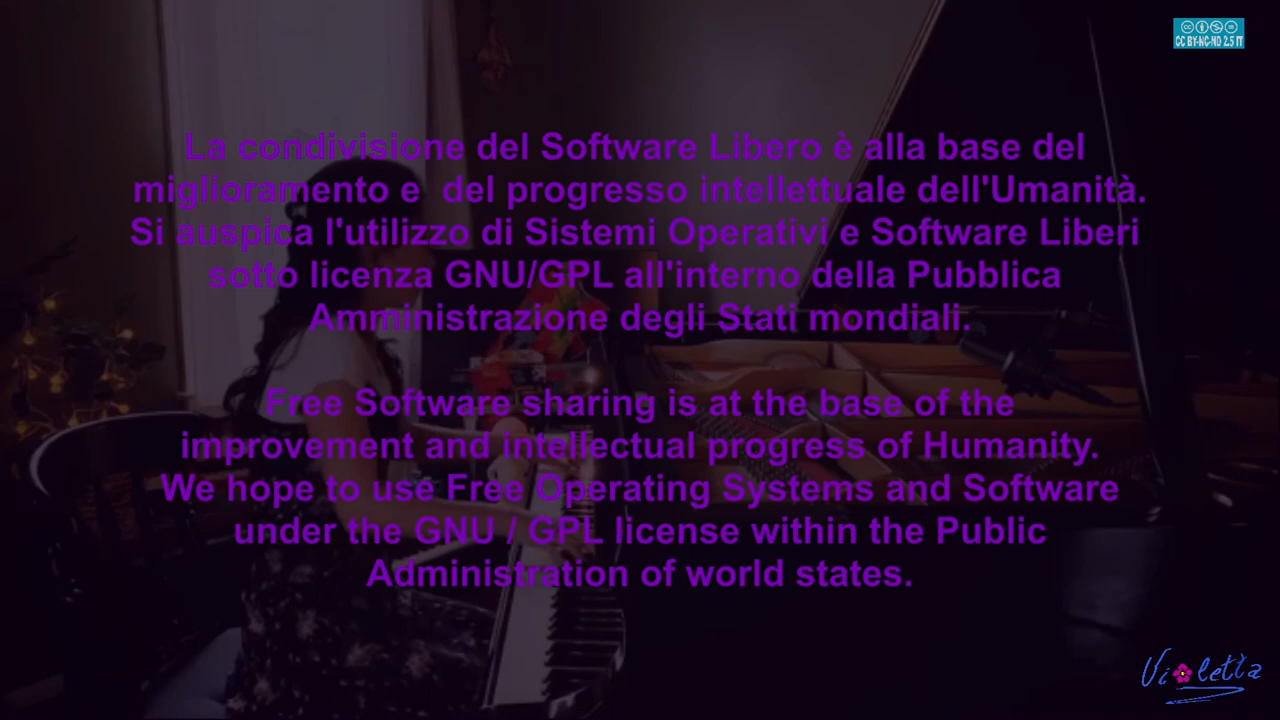 CC BY-NC-ND 2.5 IT
La condivisione del Software Libero è alla base del
miglioramento e  del progresso intellettuale dell'Umanità.
Si auspica l'utilizzo di Sistemi Operativi e Software Liberi
sotto licenza GNU/GPL all'interno della Pubblica
Amministrazione degli Stati mondiali.
Free Software sharing is at the base of the
improvement and intellectual progress of Humanity.
We hope to use Free Operating Systems and Software
under the GNU / GPL license within the Public
Administration of world states.
Violetta